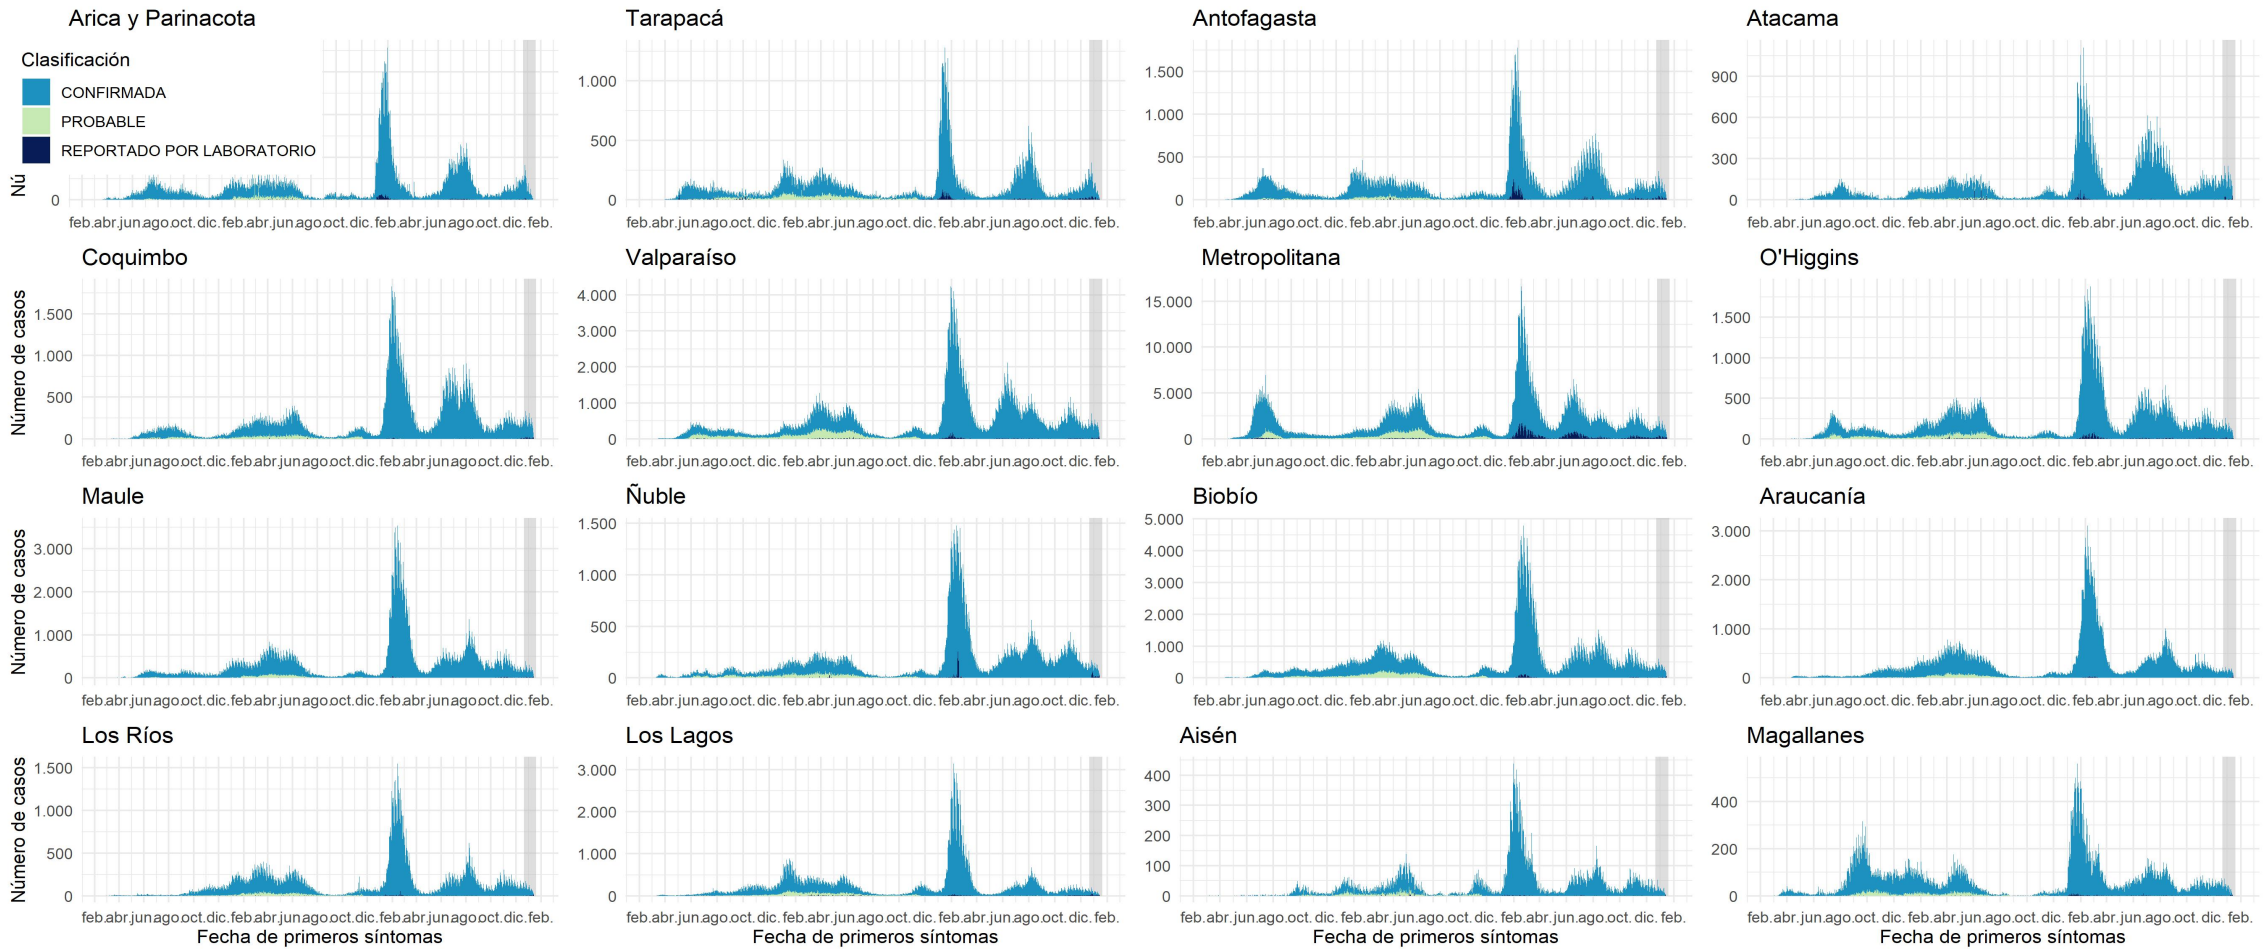 Arica y Parinacota
Tarapacá
Antofagasta
Atacama
Clasificación
CONFIRMADA
PROBABLE
REPORTADO POR LABORATORIO
Nú
0
feb. abr. jun. ago. oct. dic. feb. abr. jun. ago. oct. dic. feb. abr. jun. ago. oct. dic. feb.
1.000
500
0
feb. abr. jun. ago. oct. dic. feb. abr. jun. ago. oct. dic. feb. abr. jun. ago. oct. dic. feb.
1.500
1.000
500
0
feb. abr. jun. ago. oct. dic. feb. abr. jun. ago. oct. dic. feb. abr. jun. ago. oct. dic. feb.
900
600
300
0
feb. abr. jun. ago. oct. dic. feb. abr. jun. ago. oct. dic. feb. abr. jun. ago. oct. dic. feb.
Coquimbo
Valparaíso
Metropolitana
O'Higgins
Número de casos
1.500
1.000
500
0
feb. abr. jun. ago. oct. dic. feb. abr. jun. ago. oct. dic. feb. abr. jun. ago. oct. dic. feb.
4.000
3.000
2.000
1.000
0
feb. abr. jun. ago. oct. dic. feb. abr. jun. ago. oct. dic. feb. abr. jun. ago. oct. dic. feb.
15.000
10.000
5.000
0
feb. abr. jun. ago. oct. dic. feb. abr. jun. ago. oct. dic. feb. abr. jun. ago. oct. dic. feb.
1.500
1.000
500
0
feb. abr. jun. ago. oct. dic. feb. abr. jun. ago. oct. dic. feb. abr. jun. ago. oct. dic. feb.
Maule
Ñuble
Biobío
Araucanía
Número de casos
3.000
2.000
1.000
0
feb. abr. jun. ago. oct. dic. feb. abr. jun. ago. oct. dic. feb. abr. jun. ago. oct. dic. feb.
1.500
1.000
500
0
feb. abr. jun. ago. oct. dic. feb. abr. jun. ago. oct. dic. feb. abr. jun. ago. oct. dic. feb.
5.000
4.000
3.000
2.000
1.000
0
feb. abr. jun. ago. oct. dic. feb. abr. jun. ago. oct. dic. feb. abr. jun. ago. oct. dic. feb.
3.000
2.000
1.000
0
feb. abr. jun. ago. oct. dic. feb. abr. jun. ago. oct. dic. feb. abr. jun. ago. oct. dic. feb.
Los Ríos
Los Lagos
Aisén
Magallanes
Número de casos
1.500
1.000
500
0
feb. abr. jun. ago. oct. dic. feb. abr. jun. ago. oct. dic. feb. abr. jun. ago. oct. dic. feb.
Fecha de primeros síntomas
3.000
2.000
1.000
0
feb. abr. jun. ago. oct. dic. feb. abr. jun. ago. oct. dic. feb. abr. jun. ago. oct. dic. feb.
Fecha de primeros síntomas
400
300
200
100
0
feb. abr. jun. ago. oct. dic. feb. abr. jun. ago. oct. dic. feb. abr. jun. ago. oct. dic. feb.
Fecha de primeros síntomas
400
200
0
feb. abr. jun. ago. oct. dic. feb. abr. jun. ago. oct. dic. feb. abr. jun. ago. oct. dic. feb.
Fecha de primeros síntomas